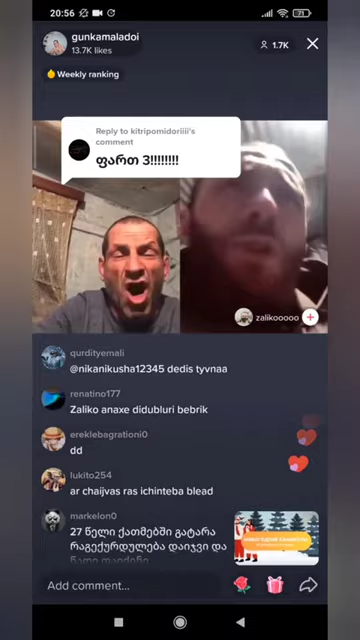 20:56
71
gunkamaladoi
13.7K likes
1.7K
Weekly ranking
Reply to kitripomidoriiii's
comment
ფართ 3!!!!!!!!
zalikooooo
qurdityemali
@nikanikusha12345 dedis tyvnaa
renatino177
Zaliko anaxe didubluri bebrik
ereklebagrationi0
dd
lukito254
ar chaijvas ras ichinteba blead
markelon0
27 წელი ქათმებში გატარა
რაგექურდულება დაიჯვი და
Add comment...